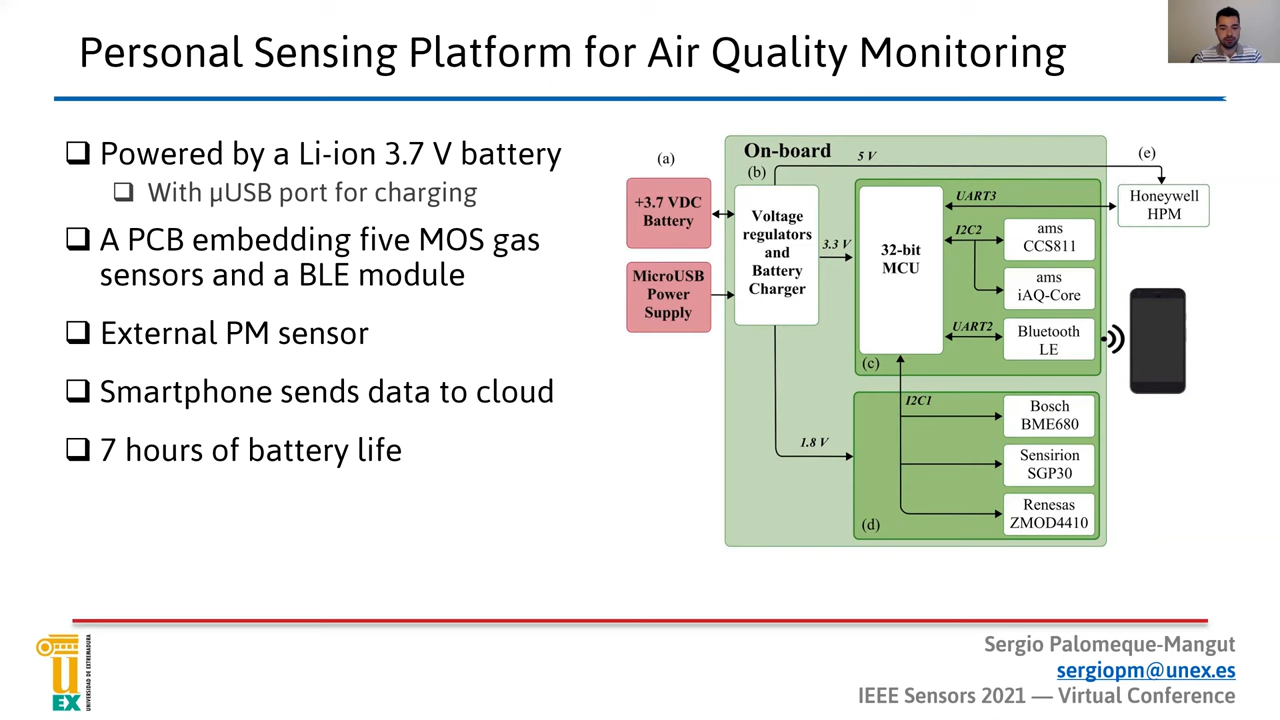 Personal Sensing Platform for Air Quality Monitoring
❑ Powered by a Li-ion 3.7 V battery
❑ With µUSB port for charging
❑ A PCB embedding five MOS gas
sensors and a BLE module
❑ External PM sensor
❑ Smartphone sends data to cloud
❑ 7 hours of battery life
(a)
+3.7 VDC
Battery
MicroUSB
Power
Supply
On-board
(b)
Voltage
regulators
and
Battery
Charger
5 V
3.3 V
1.8 V
32-bit
MCU
(c)
UART3
I2C2
UART2
ams
CCS811
ams
iAQ-Core
Bluetooth
LE
(e)
Honeywell
HPM
I2C1
Bosch
BME680
Sensirion
SGP30
Renesas
ZMOD4410
(d)
UEX
UNIVERSIDAD DE EXTREMADURA
Sergio Palomeque-Mangut
sergiopm@unex.es
IEEE Sensors 2021 — Virtual Conference